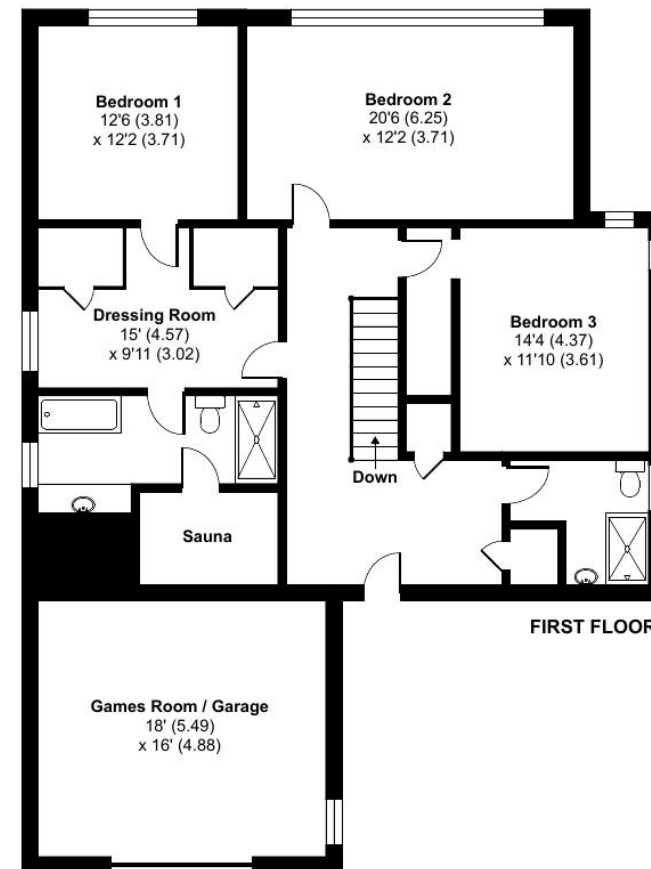 Bedroom 1
12'6 (3.81)
x 12'2 (3.71)
Bedroom 2
20'6 (6.25)
x 12'2 (3.71)
Dressing Room
15' (4.57)
x 9'11 (3.02)
Bedroom 3
14'4 (4.37)
x 11'10 (3.61)
Down
Sauna
FIRST FLOOR
Games Room / Garage
18' (5.49)
x 16' (4.88)